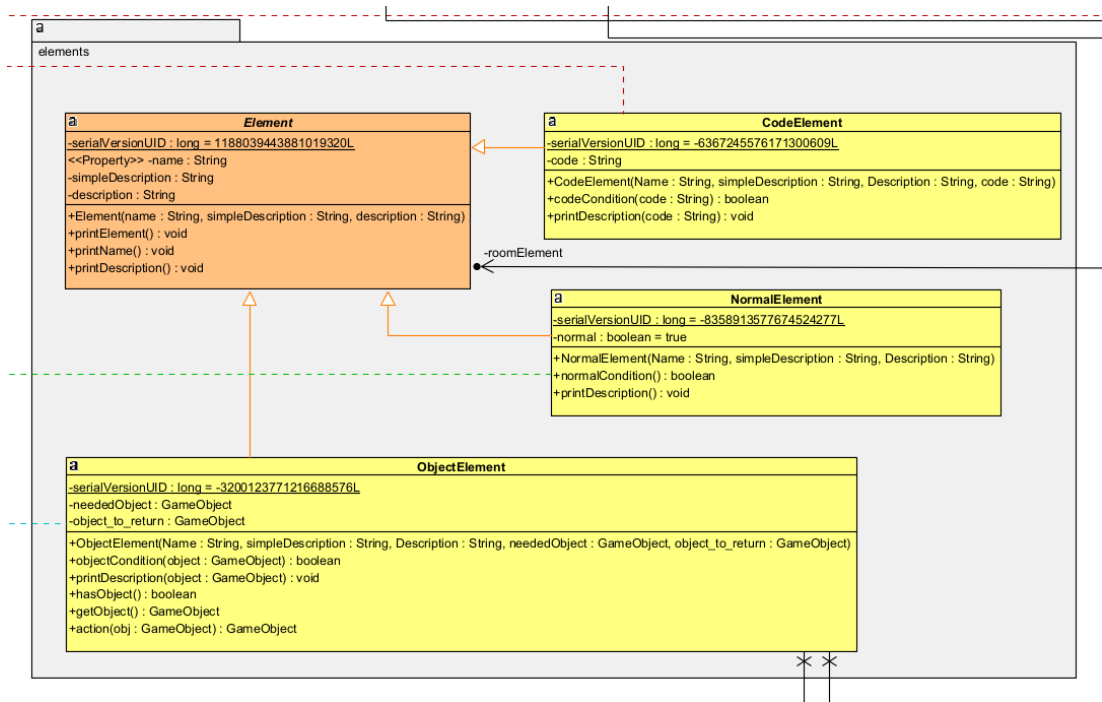 a
elements
a
Element
-serialVersionUID : long = 1188039443881019320L
<<Property>> -name : String
-simpleDescription : String
-description : String
+Element(name : String, simpleDescription : String, description : String)
+printElement() : void
+printName() : void
+printDescription() : void
a
CodeElement
-serialVersionUID : long = -6367245576171300609L
-code : String
+CodeElement(Name : String, simpleDescription : String, Description : String, code : String)
+codeCondition(code : String) : boolean
+printDescription(code : String) : void
-roomElement
a
NormalElement
-serialVersionUID : long = -8358913577674524277L
-normal : boolean = true
+NormalElement(Name : String, simpleDescription : String, Description : String)
+normalCondition() : boolean
+printDescription() : void
a
ObjectElement
-serialVersionUID : long = -3200123771216688576L
-neededObject : GameObject
-object_to_return : GameObject
+ObjectElement(Name : String, simpleDescription : String, Description : String, neededObject : GameObject, object_to_return : GameObject)
+objectCondition(object : GameObject) : boolean
+printDescription(object : GameObject) : void
+hasObject() : boolean
+getObject() : GameObject
+action(obj : GameObject) : GameObject